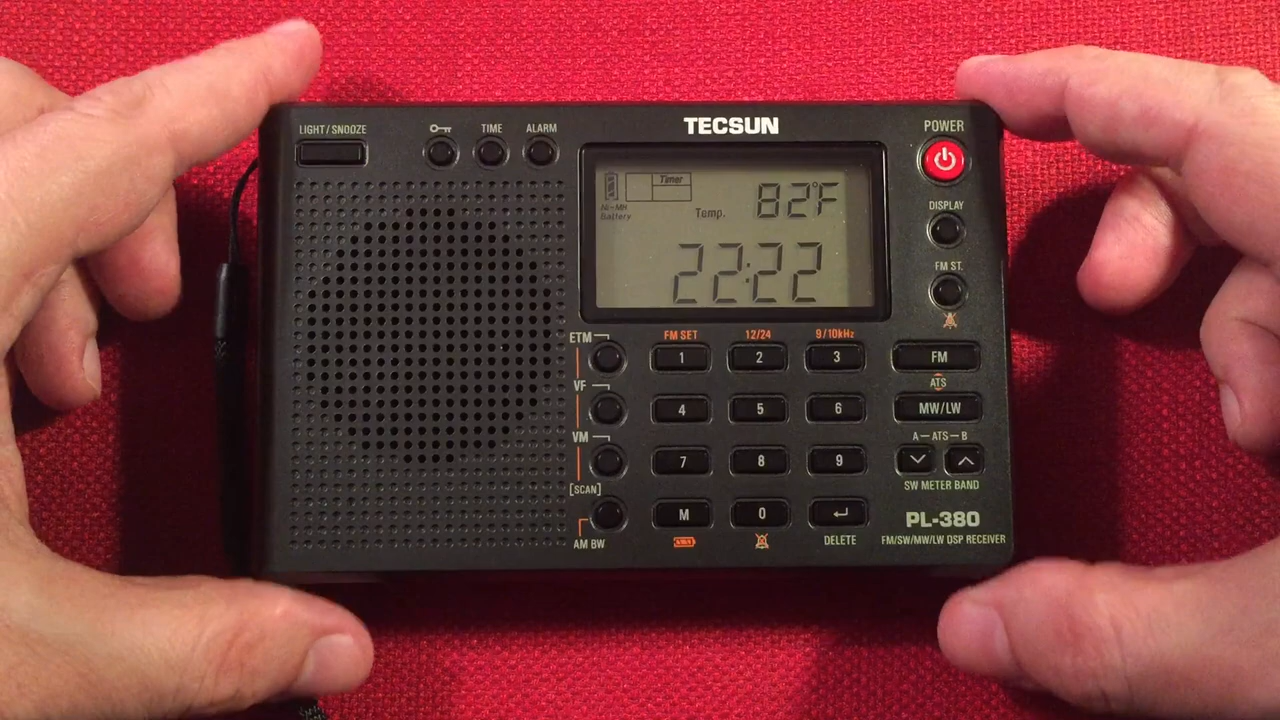 LIGHT/SNOOZE
TIME
ALARM
TECSUN
POWER
Timer
Ni-MH
Battery
Temp.
82°F
22:22
DISPLAY
FM ST.
ETM
VF
VM
[SCAN]
AM BW
FM SET
12/24
9/10kHz
1
2
3
4
5
6
7
8
9
M
0
DELETE
FM
ATS
MW/LW
A—ATS—B
SW METER BAND
PL-380
FM/SW/MW/LW DSP RECEIVER